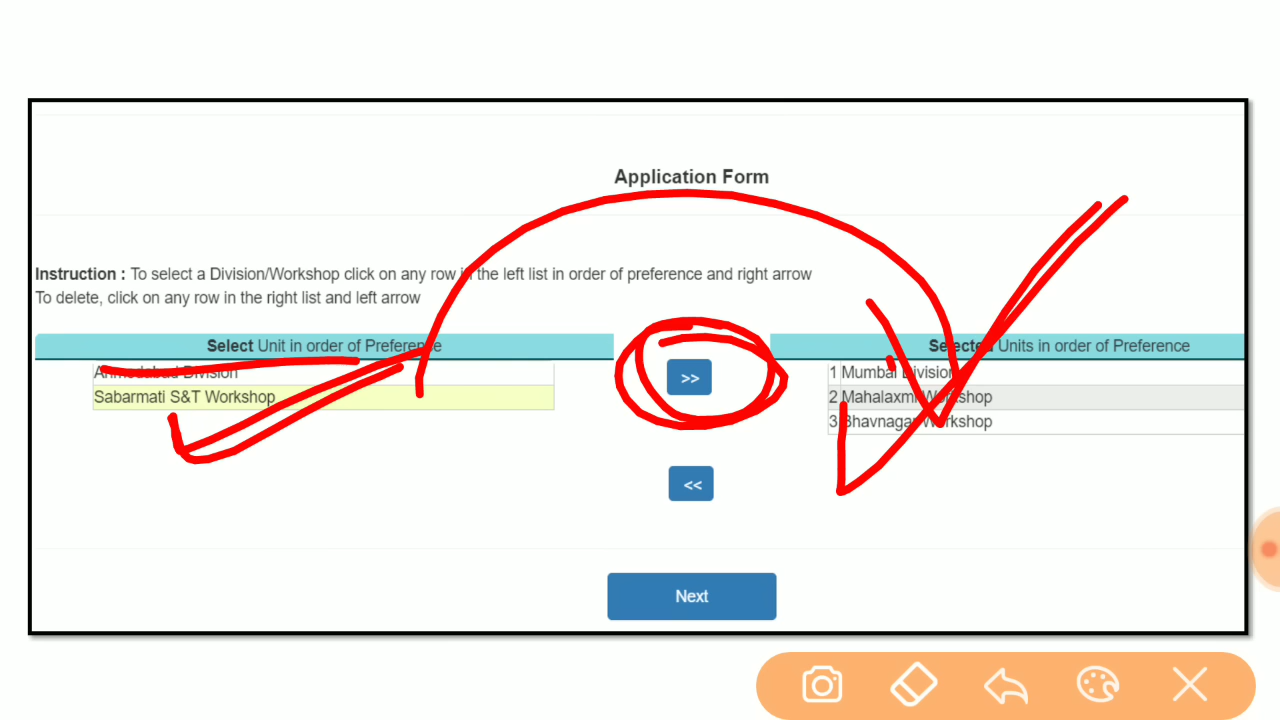 Application Form
Instruction : To select a Division/Workshop click on any row in the left list in order of preference and right arrow
To delete, click on any row in the right list and left arrow
Select Unit in order of Preference
Ahmedabad Division
Sabarmati S&T Workshop
>>
<<
Selected Units in order of Preference
1 Mumbai Division
2 Mahalaxmi Workshop
3 Bhavnagar Workshop
Next